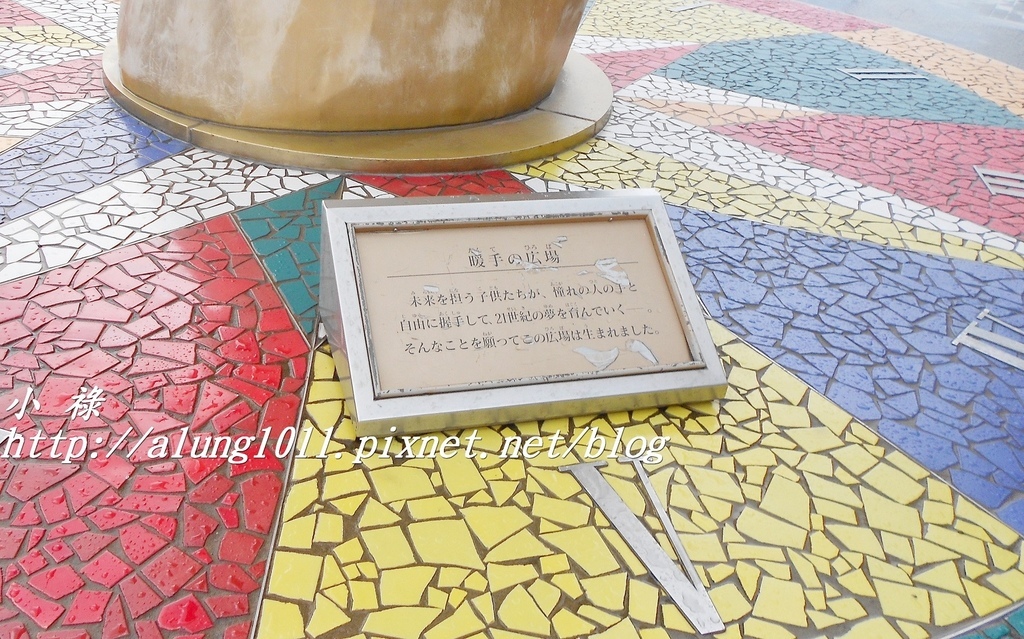 暖手の広場
未来を担う子供たちが、憧れの人の手と
自由に握手して、21世紀の夢を育んでいく──。
そんなことを願ってこの広場は生まれました。
小 祿
http://alung1011.pixnet.net/blog
V